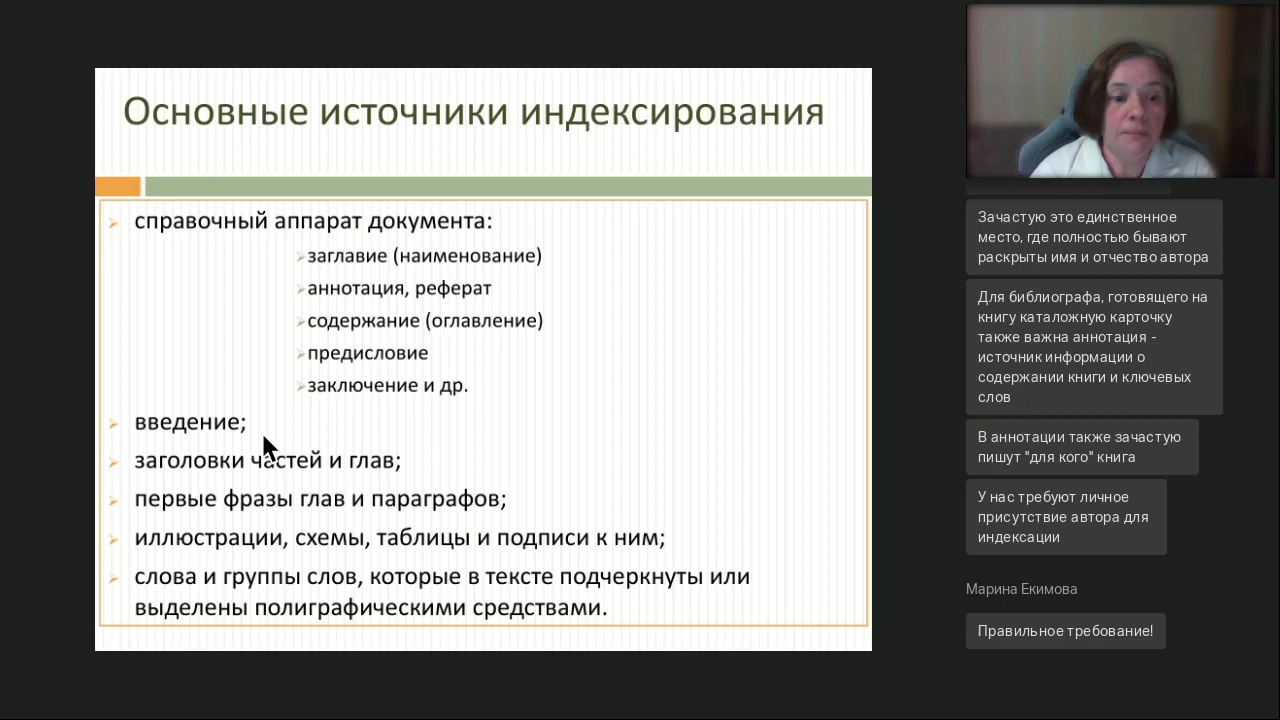 Основные источники индексирования
справочный аппарат документа:
заглавие (наименование)
аннотация, реферат
содержание (оглавление)
предисловие
заключение и др.
введение;
заголовки частей и глав;
первые фразы глав и параграфов;
иллюстрации, схемы, таблицы и подписи к ним;
слова и группы слов, которые в тексте подчеркнуты или
выделены полиграфическими средствами.
Зачастую это единственное
место, где полностью бывают
раскрыты имя и отчество автора
Для библиографа, готовящего на
книгу каталожную карточку
также важна аннотация -
источник информации о
содержании книги и ключевых
слов
В аннотации также зачастую
пишут "для кого" книга
У нас требуют личное
присутствие автора для
индексации
Марина Екимова
Правильное требование!